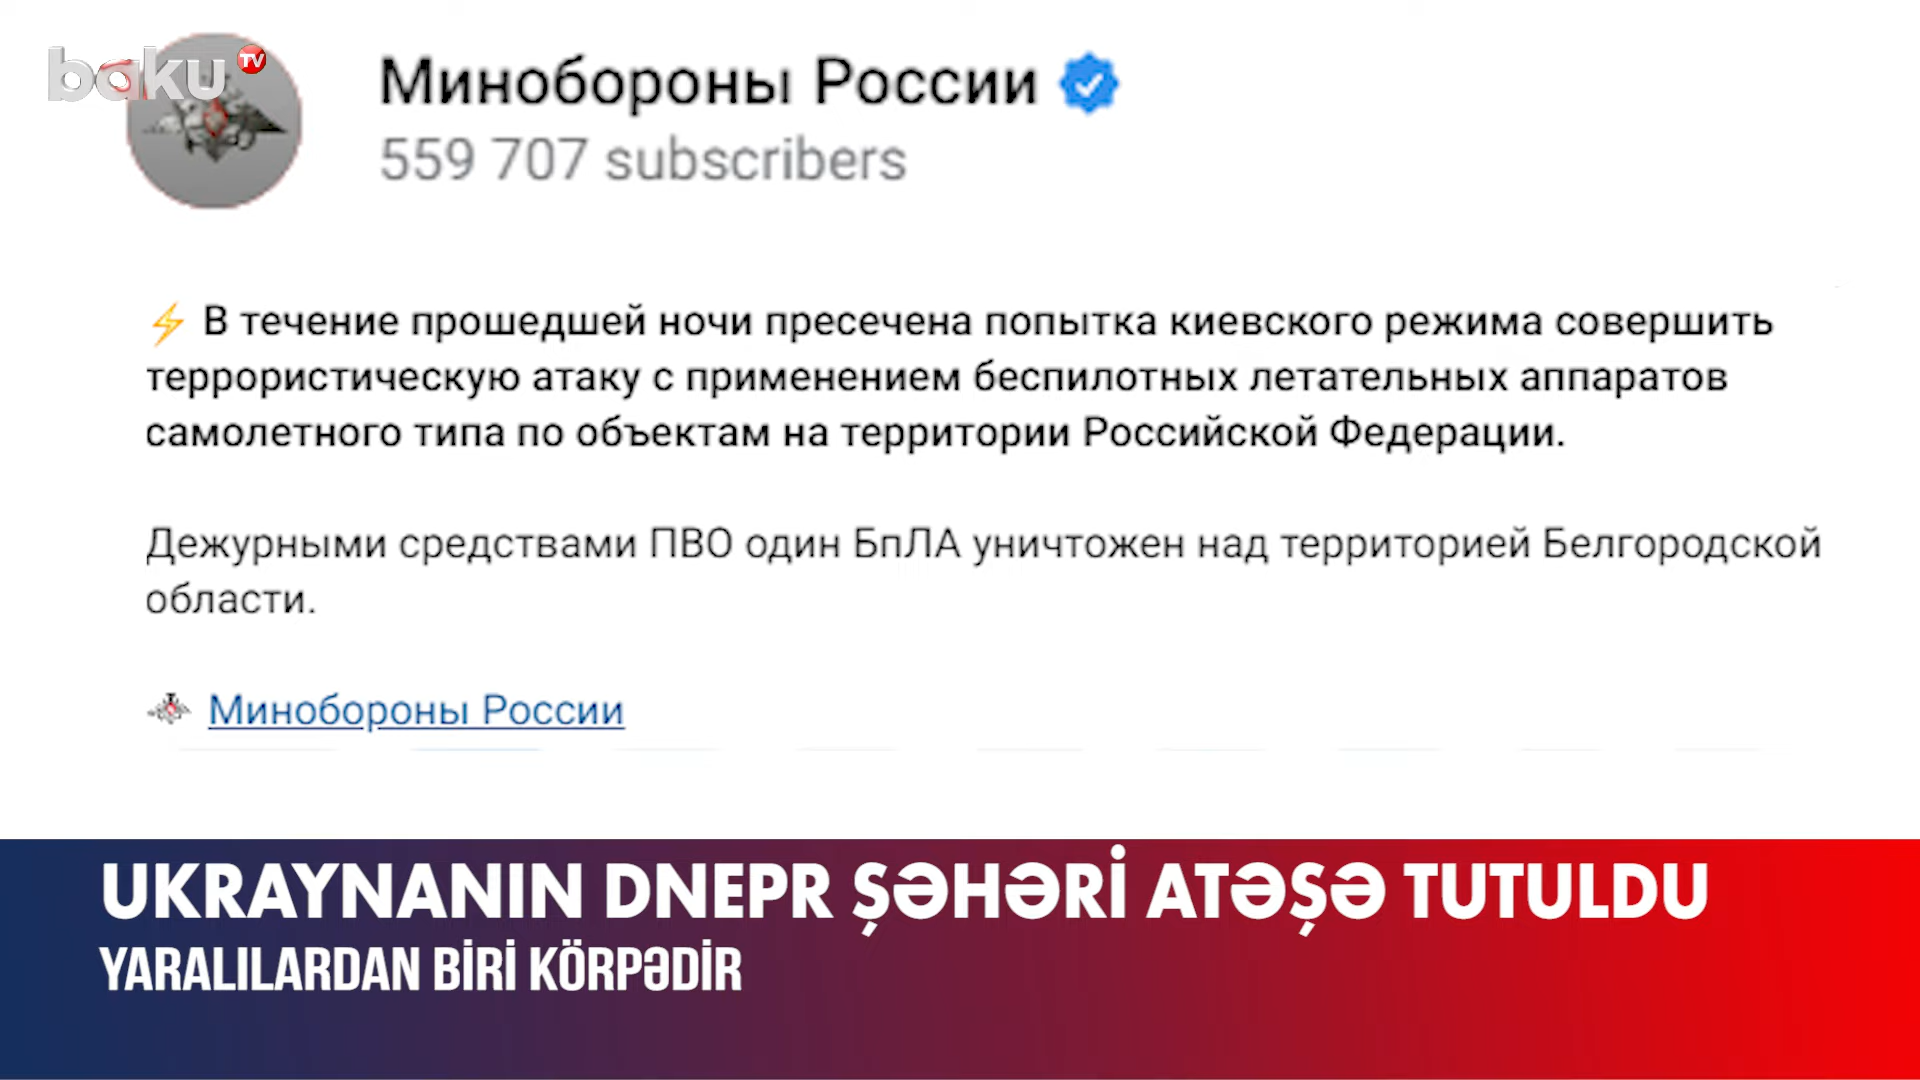 baku TV
Минобороны России
559 707 subscribers
⚡ В течение прошедшей ночи пресечена попытка киевского режима совершить
террористическую атаку с применением беспилотных летательных аппаратов
самолетного типа по объектам на территории Российской Федерации.
Дежурными средствами ПВО один БпЛА уничтожен над территорией Белгородской
области.
Минобороны России
UKRAYNANIN DNEPR ŞƏHƏRİ ATƏŞƏ TUTULDU
YARALILARDAN BİRİ KÖRPƏDİR